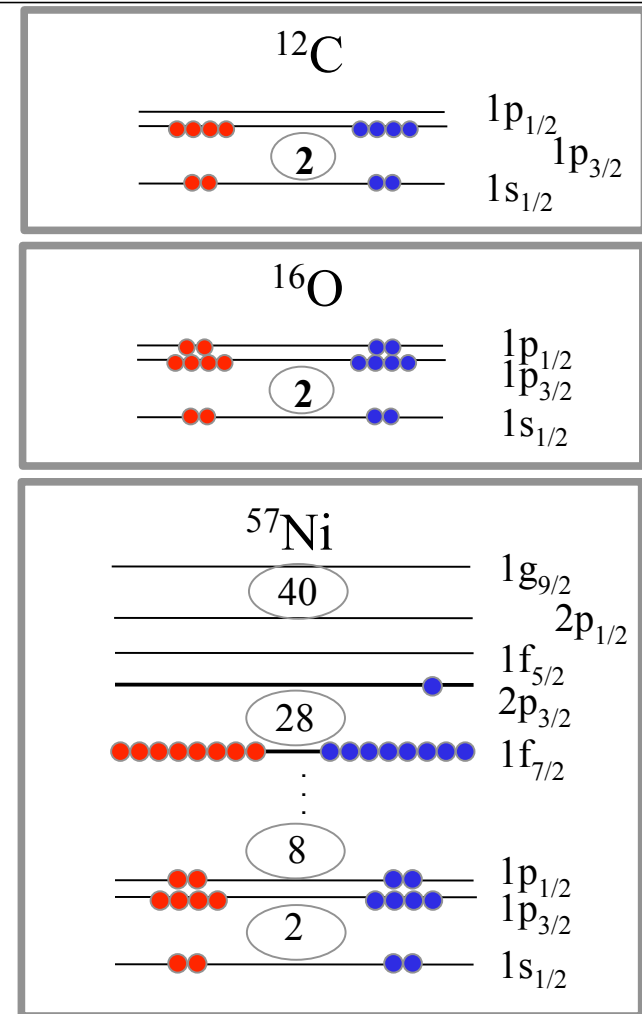 ¹²C
1p₁/₂
2 1p₃/₂
1s₁/₂
¹⁶O
1p₁/₂
1p₃/₂
2
1s₁/₂
⁵⁷Ni
1g₉/₂
40
2p₁/₂
1f₅/₂
2p₃/₂
28
1f₇/₂
8
1p₁/₂
1p₃/₂
2
1s₁/₂